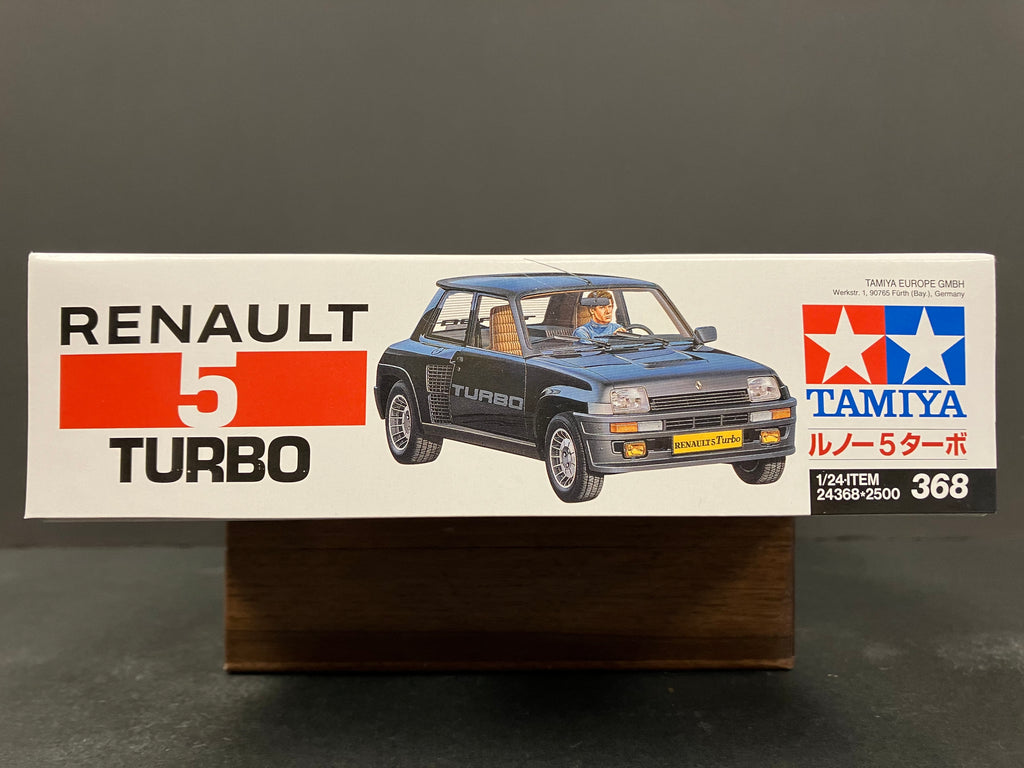 RENAULT
5
TURBO
TURBO
RENAULT 5 Turbo
TAMIYA EUROPE GMBH
Werkstr. 1, 90765 Fürth (Bay.), Germany
TAMIYA
ルノー5ターボ
1/24•ITEM
24368★2500
368